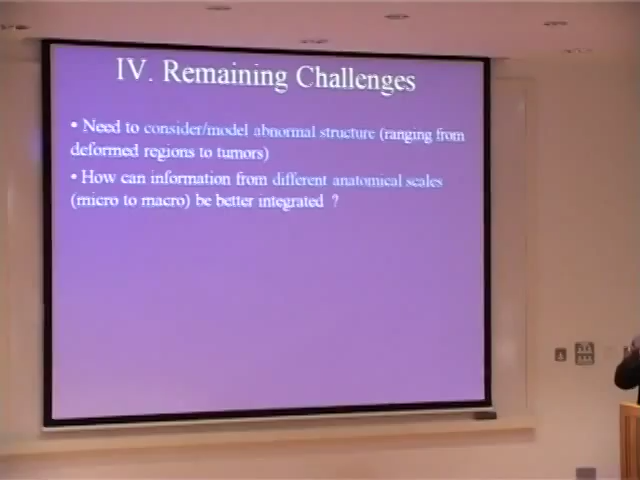 IV. Remaining Challenges
• Need to consider/model abnormal structure (ranging from
deformed regions to tumors)
• How can information from different anatomical scales
(micro to macro) be better integrated ?